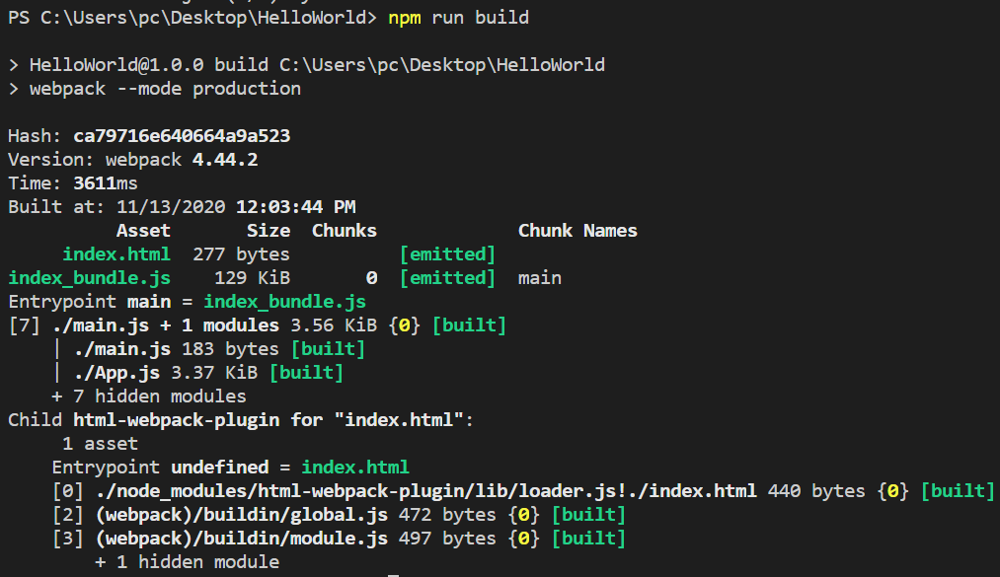 PS C:\Users\pc\Desktop\HelloWorld> npm run build
> HelloWorld@1.0.0 build C:\Users\pc\Desktop\HelloWorld
> webpack --mode production
Hash: ca79716e640664a9a523
Version: webpack 4.44.2
Time: 3611ms
Built at: 11/13/2020 12:03:44 PM
Asset Size Chunks Chunk Names
index.html 277 bytes [emitted]
index_bundle.js 129 KiB 0 [emitted] main
Entrypoint main = index_bundle.js
[7] ./main.js + 1 modules 3.56 KiB {0} [built]
| ./main.js 183 bytes [built]
| ./App.js 3.37 KiB [built]
+ 7 hidden modules
Child html-webpack-plugin for "index.html":
1 asset
Entrypoint undefined = index.html
[0] ./node_modules/html-webpack-plugin/lib/loader.js!./index.html 440 bytes {0} [built]
[2] (webpack)/buildin/global.js 472 bytes {0} [built]
[3] (webpack)/buildin/module.js 497 bytes {0} [built]
+ 1 hidden module